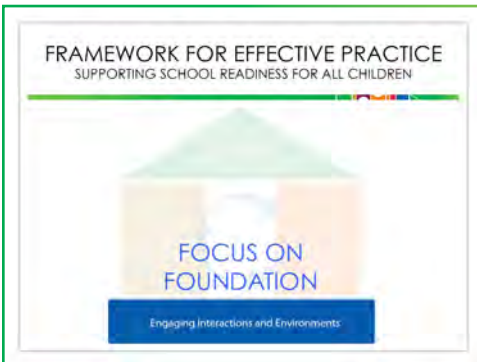 FRAMEWORK FOR EFFECTIVE PRACTICE
SUPPORTING SCHOOL READINESS FOR ALL CHILDREN
FOCUS ON
FOUNDATION
Engaging Interactions and Environments